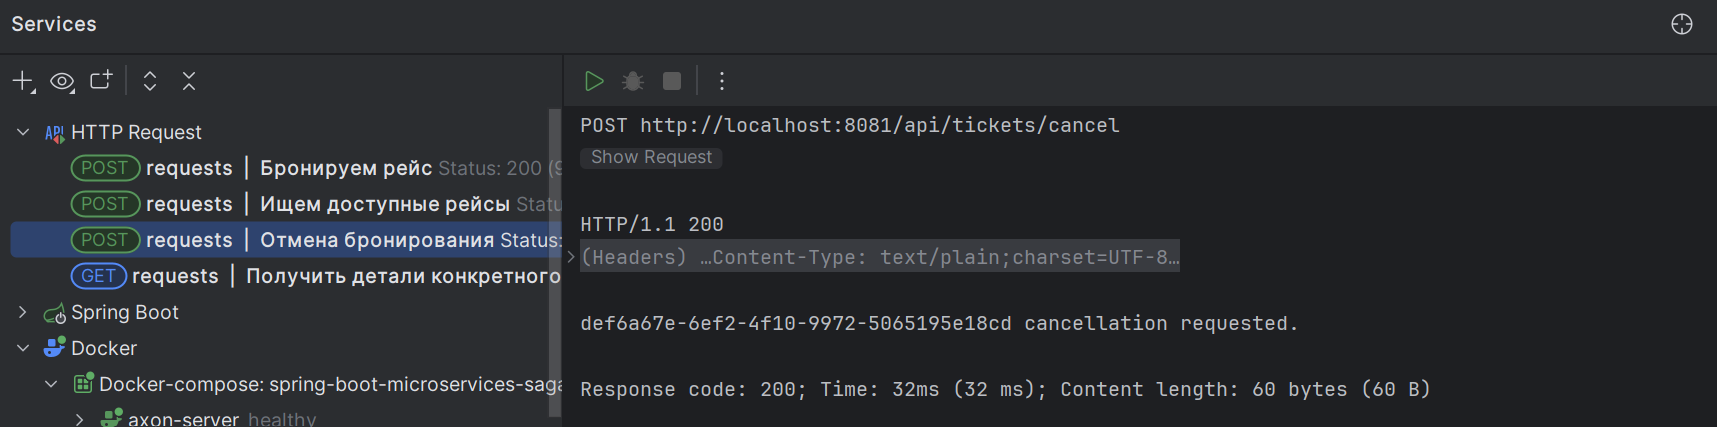 Services
HTTP Request
POST requests | Бронируем рейс Status: 200 (9
POST requests | Ищем доступные рейсы Statu
POST requests | Отмена бронирования Status:
GET requests | Получить детали конкретного
Spring Boot
Docker
Docker-compose: spring-boot-microservices-saga
axon-server healthy
POST http://localhost:8081/api/tickets/cancel
Show Request
HTTP/1.1 200
(Headers) …Content-Type: text/plain;charset=UTF-8…
def6a67e-6ef2-4f10-9972-5065195e18cd cancellation requested.
Response code: 200; Time: 32ms (32 ms); Content length: 60 bytes (60 B)